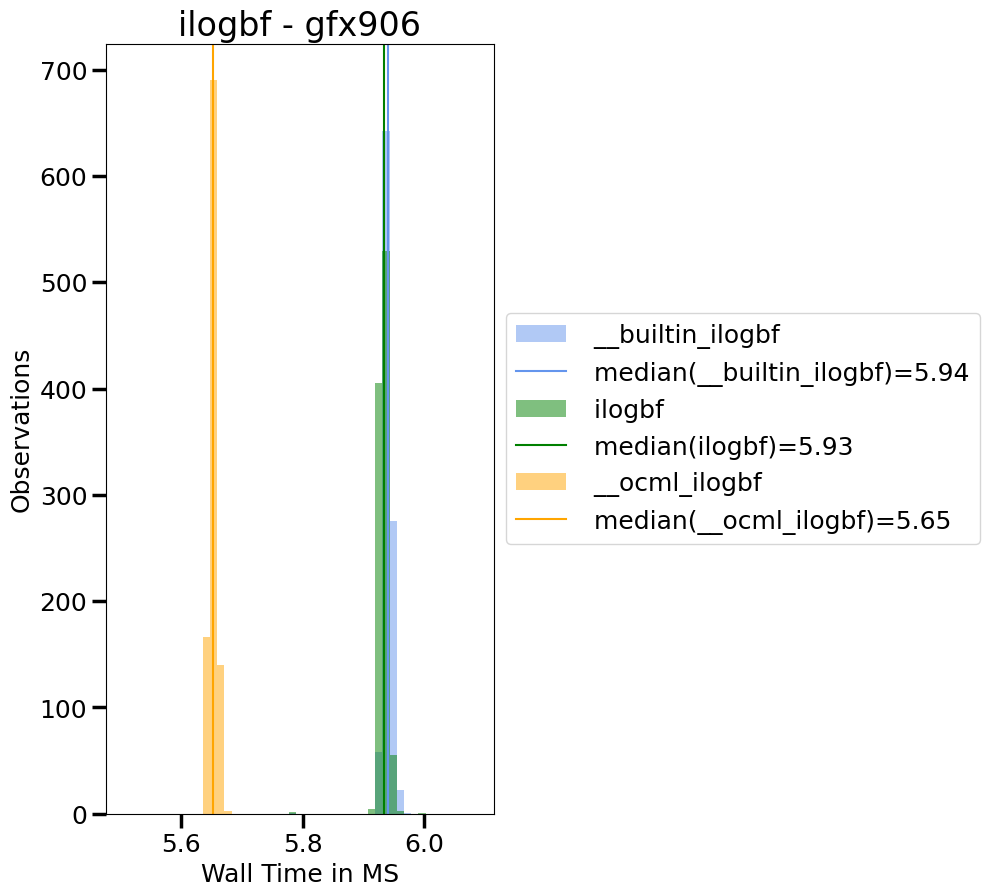 ilogbf - gfx906
700
600
500
400
300
200
100
0
Observations
5.6 5.8 6.0
Wall Time in MS
__builtin_ilogbf
median(__builtin_ilogbf)=5.94
ilogbf
median(ilogbf)=5.93
__ocml_ilogbf
median(__ocml_ilogbf)=5.65